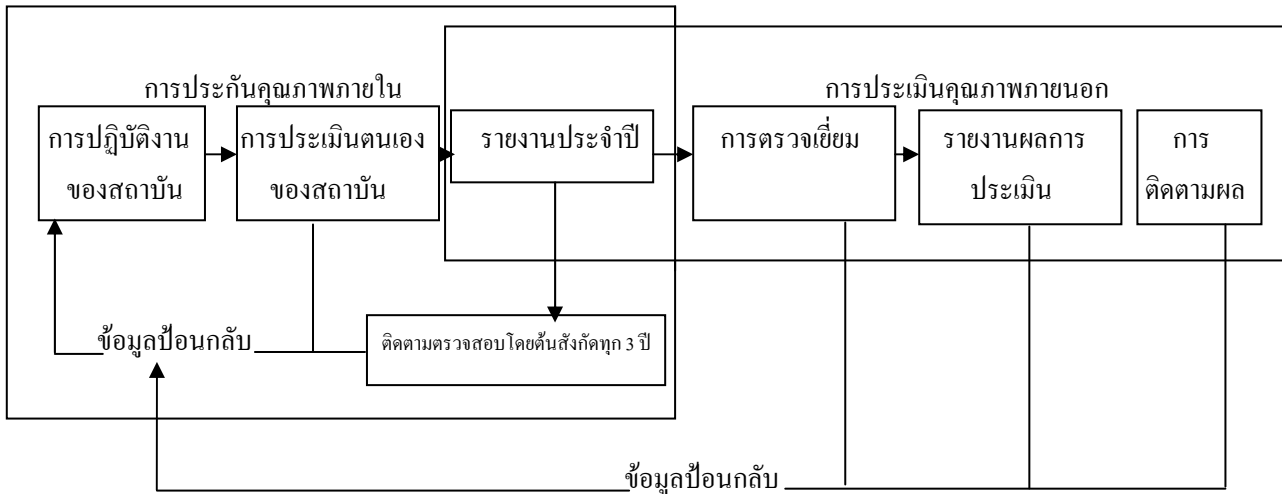 การประกันคุณภาพภายใน
การประเมินคุณภาพภายนอก
การปฏิบัติงาน
ของสถาบัน
การประเมินตนเอง
ของสถาบัน
รายงานประจำปี
การตรวจเยี่ยม
รายงานผลการ
ประเมิน
การ
ติดตามผล
ข้อมูลป้อนกลับ
ติดตามตรวจสอบโดยต้นสังกัดทุก 3 ปี
ข้อมูลป้อนกลับ